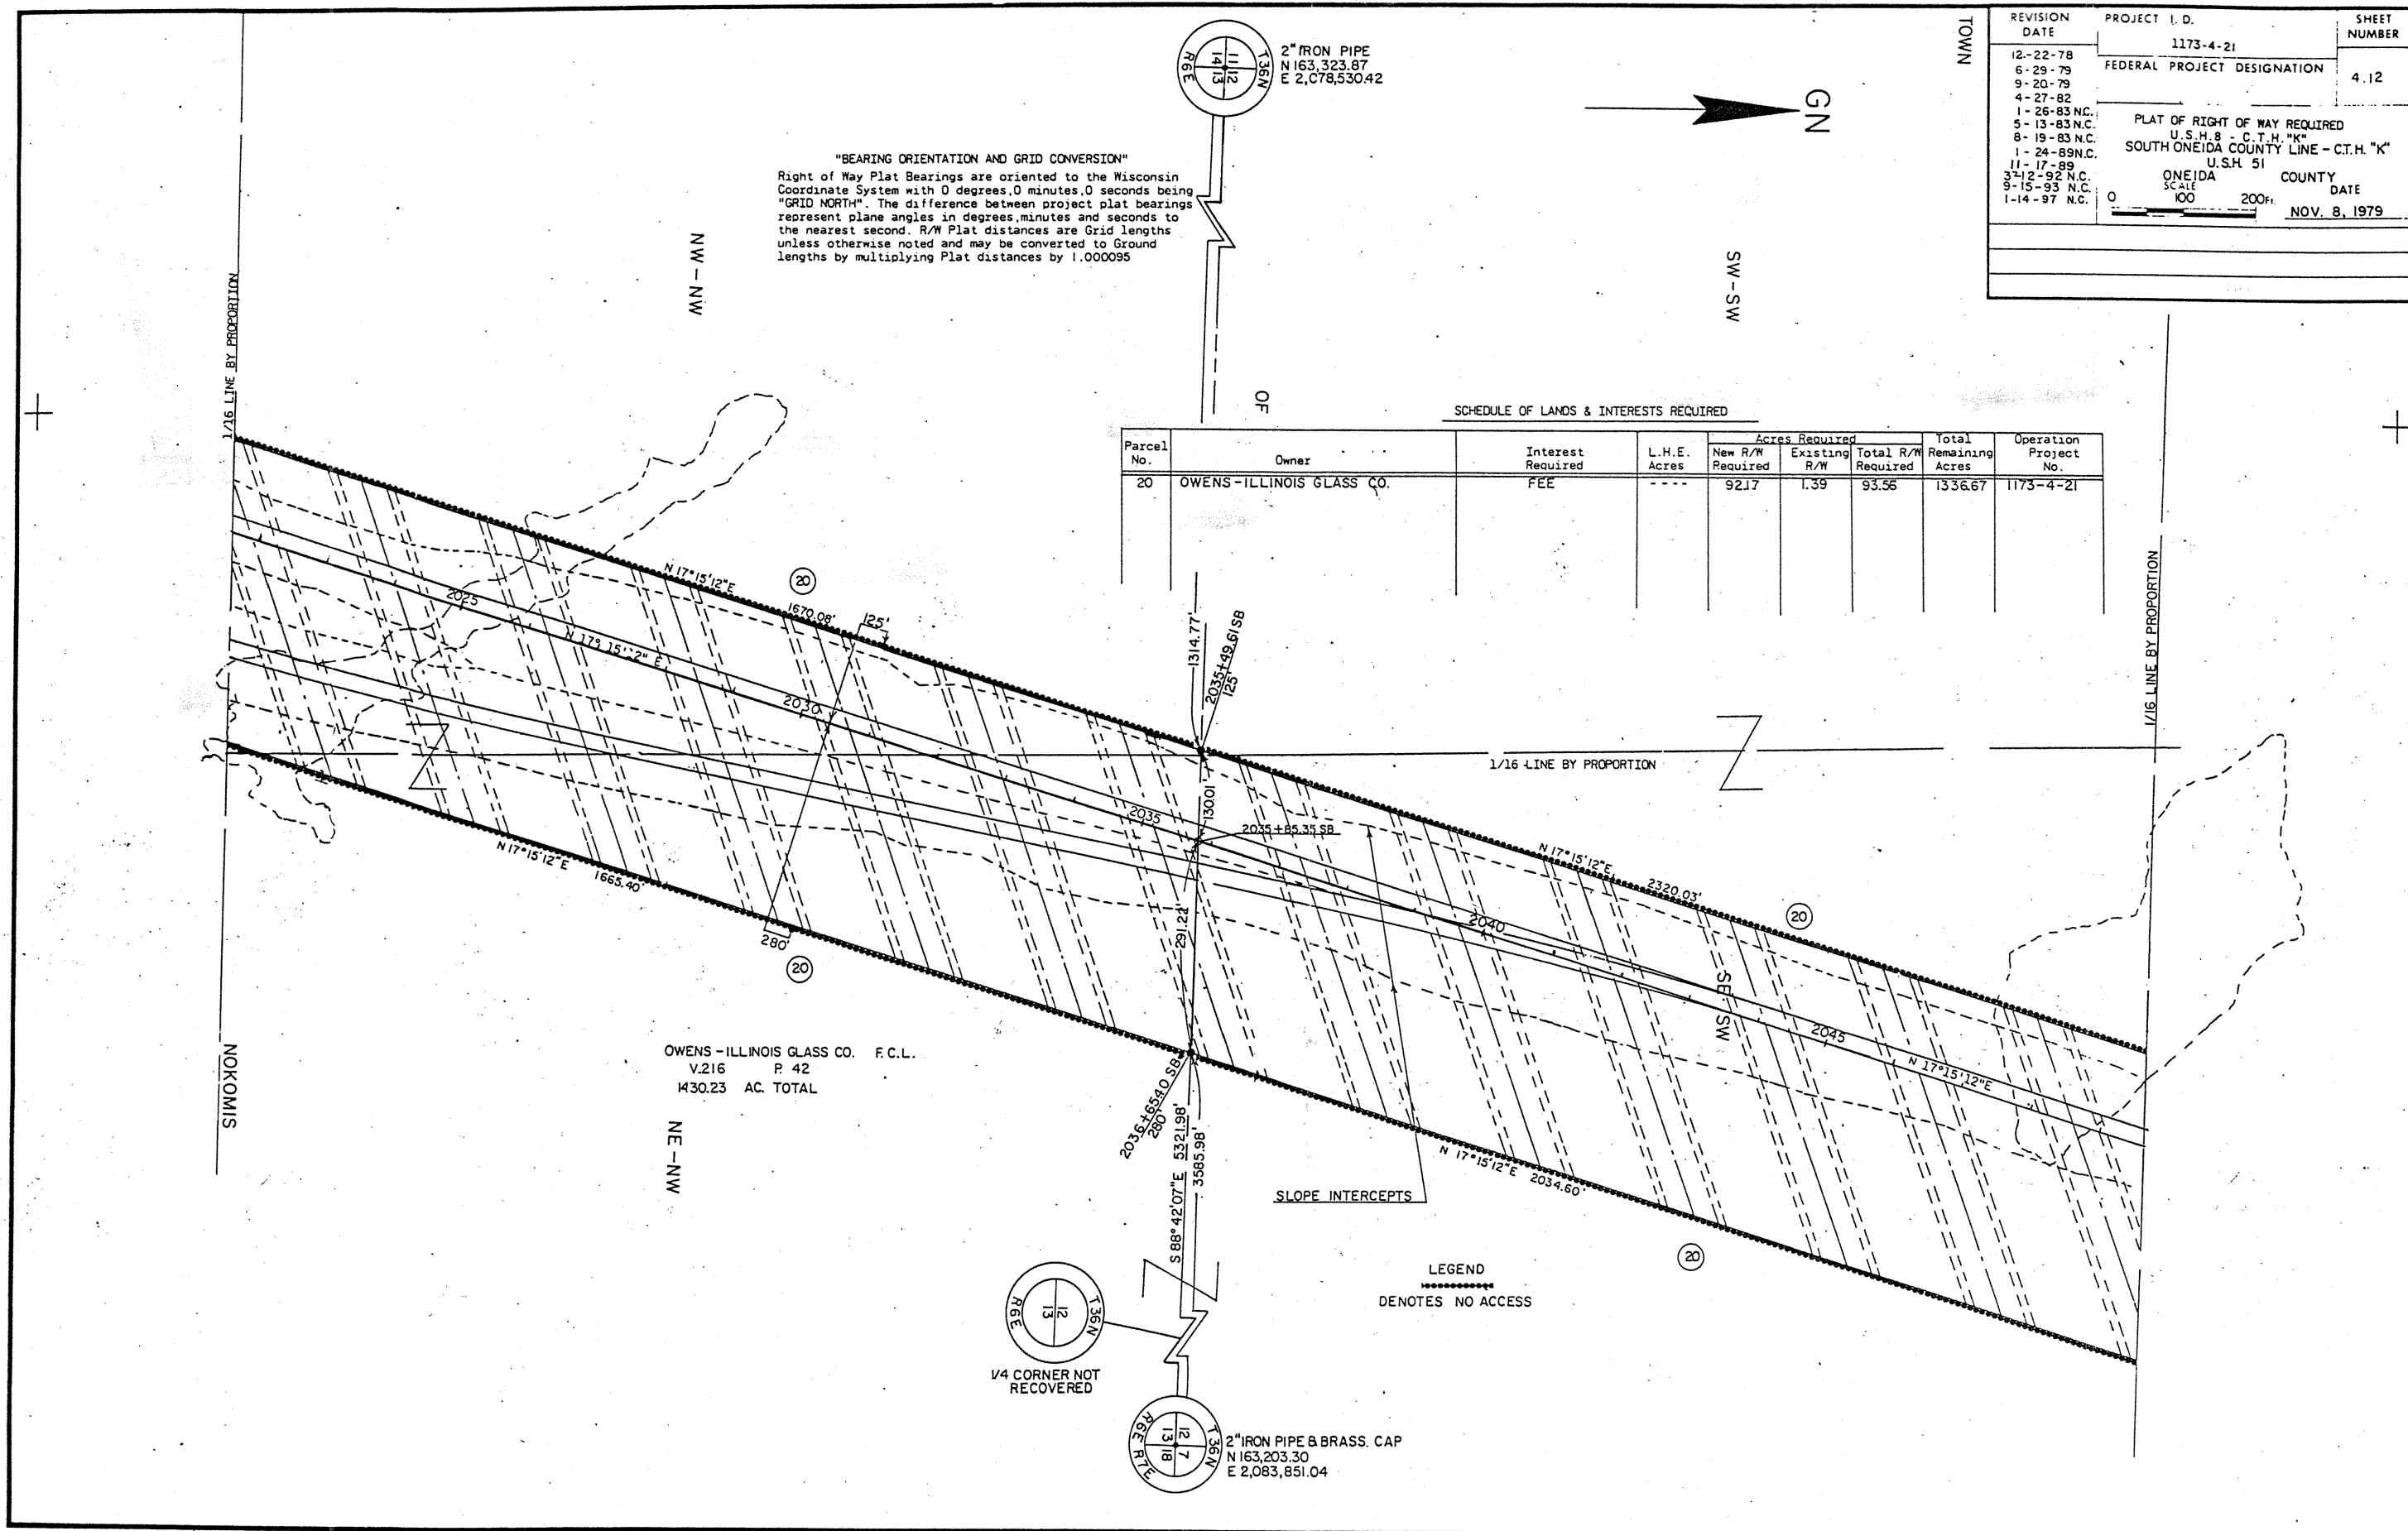 REVISION DATE
12-22-78
6-29-79
9-20-79
4-27-82
1-26-83 N.C.
5-13-83 N.C.
8-19-83 N.C.
1-24-89 N.C.
11-17-89
3-12-92 N.C.
9-15-93 N.C.
1-14-97 N.C.
PROJECT I.D.
1173-4-21
FEDERAL PROJECT DESIGNATION
SHEET NUMBER
4.12
PLAT OF RIGHT OF WAY REQUIRED
U.S.H. 8 - C.T.H. "K"
SOUTH ONEIDA COUNTY LINE - C.T.H. "K"
U.S.H. 51
ONEIDA COUNTY
SCALE
0 100 200 Ft.
DATE
NOV. 8, 1979
TOWN
GN
T36N
11 12
14 13
R6E
2" IRON PIPE
N 163,323.87
E 2,078,530.42
"BEARING ORIENTATION AND GRID CONVERSION"
Right of Way Plat Bearings are oriented to the Wisconsin
Coordinate System with 0 degrees,0 minutes,0 seconds being
"GRID NORTH". The difference between project plat bearings
represent plane angles in degrees,minutes and seconds to
the nearest second. R/W Plat distances are Grid lengths
unless otherwise noted and may be converted to Ground
lengths by multiplying Plat distances by 1.000095
NW-NW
SW-SW
1/16 LINE BY PROPORTION
OF
SCHEDULE OF LANDS & INTERESTS REQUIRED
Parcel No.
Owner
Interest Required
L.H.E. Acres
Acres Required
New R/W Required
Existing R/W
Total R/W Required
Total Remaining Acres
Operation Project No.
20 OWENS-ILLINOIS GLASS CO. FEE ---- 92.17 1.39 93.56 1336.67 1173-4-21
N 17°15'12"E
1670.08'
20
125'
2025
N 17° 15' 12" E
2030
1314.77'
2035+49.61 SB
125'
130.01'
2035
2035+85.35 SB
1/16 LINE BY PROPORTION
1/16 LINE BY PROPORTION
N 17°15'12"E
2320.03'
20
2040
SE-SW
2045
N 17°15'12"E
N 17°15'12"E
1665.40'
280'
20
291.22'
2036+65.40 SB
280'
S 88°42'07"E 5321.98'
3585.98'
N 17°15'12"E 2034.60'
20
SLOPE INTERCEPTS
OWENS-ILLINOIS GLASS CO. F.C.L.
V.216 P. 42
1430.23 AC. TOTAL
NOKOMIS
NE-NW
LEGEND
DENOTES NO ACCESS
T36N
12
13
R6E
1/4 CORNER NOT
RECOVERED
T36N
12 7
13 18
R6E R7E
2" IRON PIPE & BRASS. CAP
N 163,203.30
E 2,083,851.04